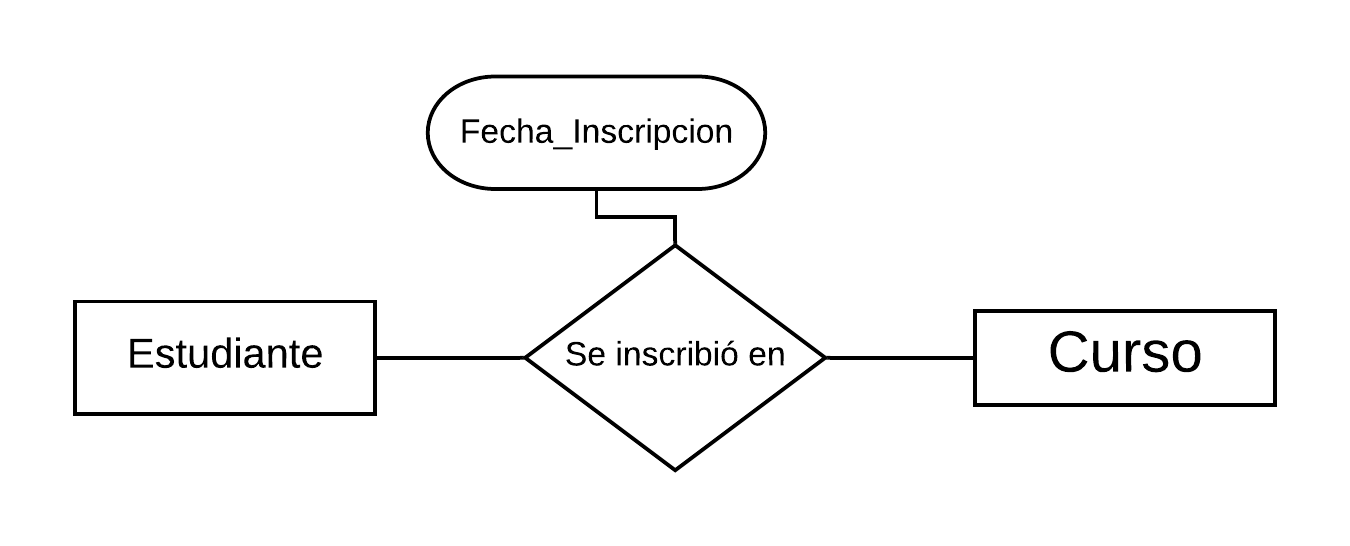 Fecha_Inscripcion
Estudiante
Se inscribió en
Curso